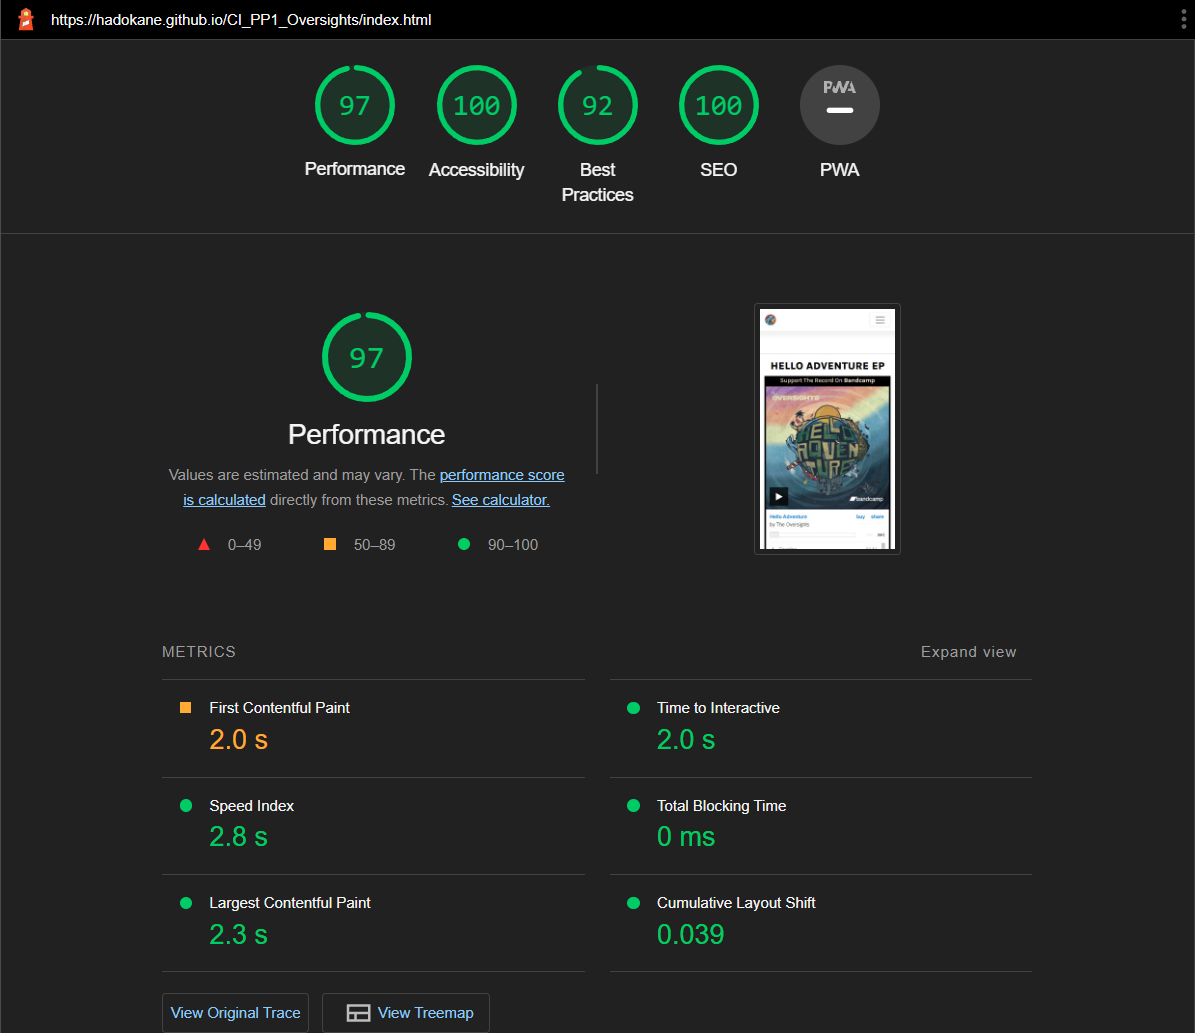 https://hadokane.github.io/CI_PP1_Oversights/index.html
97
100
92
100
PWA
Performance
Accessibility
Best
Practices
SEO
PWA
97
Performance
Values are estimated and may vary. The performance score
is calculated directly from these metrics. See calculator.
0–49
50–89
90–100
HELLO ADVENTURE EP
Support The Record On Bandcamp
OVERSIGHTS
HELLO
ADVEN
TURE
bandcamp
Hello Adventure
buy share
by The Oversights
METRICS
Expand view
First Contentful Paint
2.0 s
Time to Interactive
2.0 s
Speed Index
2.8 s
Total Blocking Time
0 ms
Largest Contentful Paint
2.3 s
Cumulative Layout Shift
0.039
View Original Trace
View Treemap